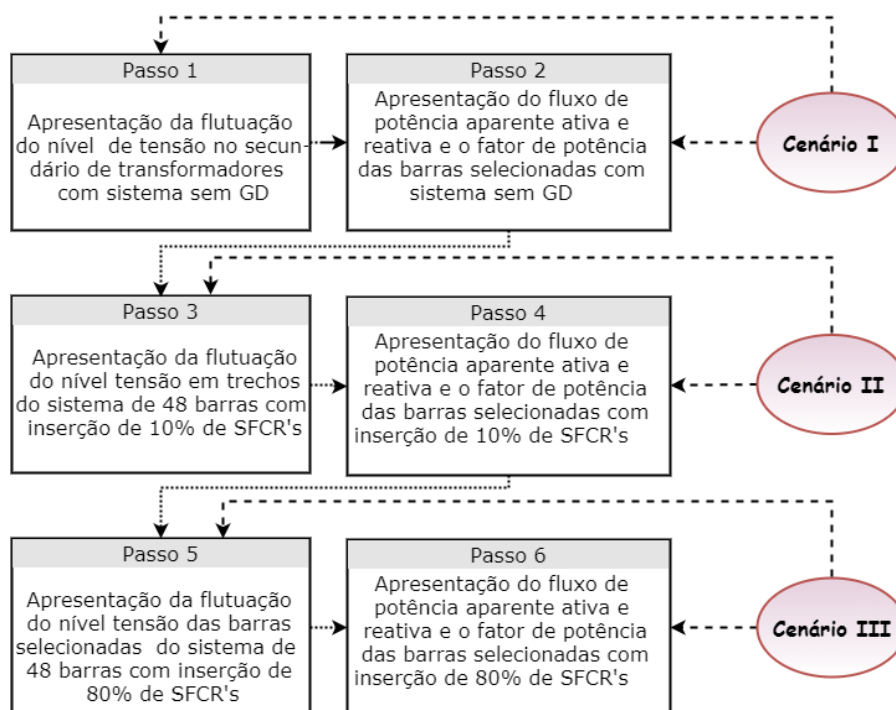 Passo 1
Apresentação da flutuação
do nível de tensão no secun-
dário de transformadores
com sistema sem GD
Passo 2
Apresentação do fluxo de
potência aparente ativa e
reativa e o fator de potência
das barras selecionadas com
sistema sem GD
Cenário I
Passo 3
Apresentação da flutuação
do nível tensão em trechos
do sistema de 48 barras com
inserção de 10% de SFCR's
Passo 4
Apresentação do fluxo de
potência aparente ativa e
reativa e o fator de potência
das barras selecionadas com
inserção de 10% de SFCR's
Cenário II
Passo 5
Apresentação da flutuação
do nível tensão das barras
selecionadas do sistema de
48 barras com inserção de
80% de SFCR's
Passo 6
Apresentação do fluxo de
potência aparente ativa e
reativa e o fator de potência
das barras selecionadas com
inserção de 80% de SFCR's
Cenário III